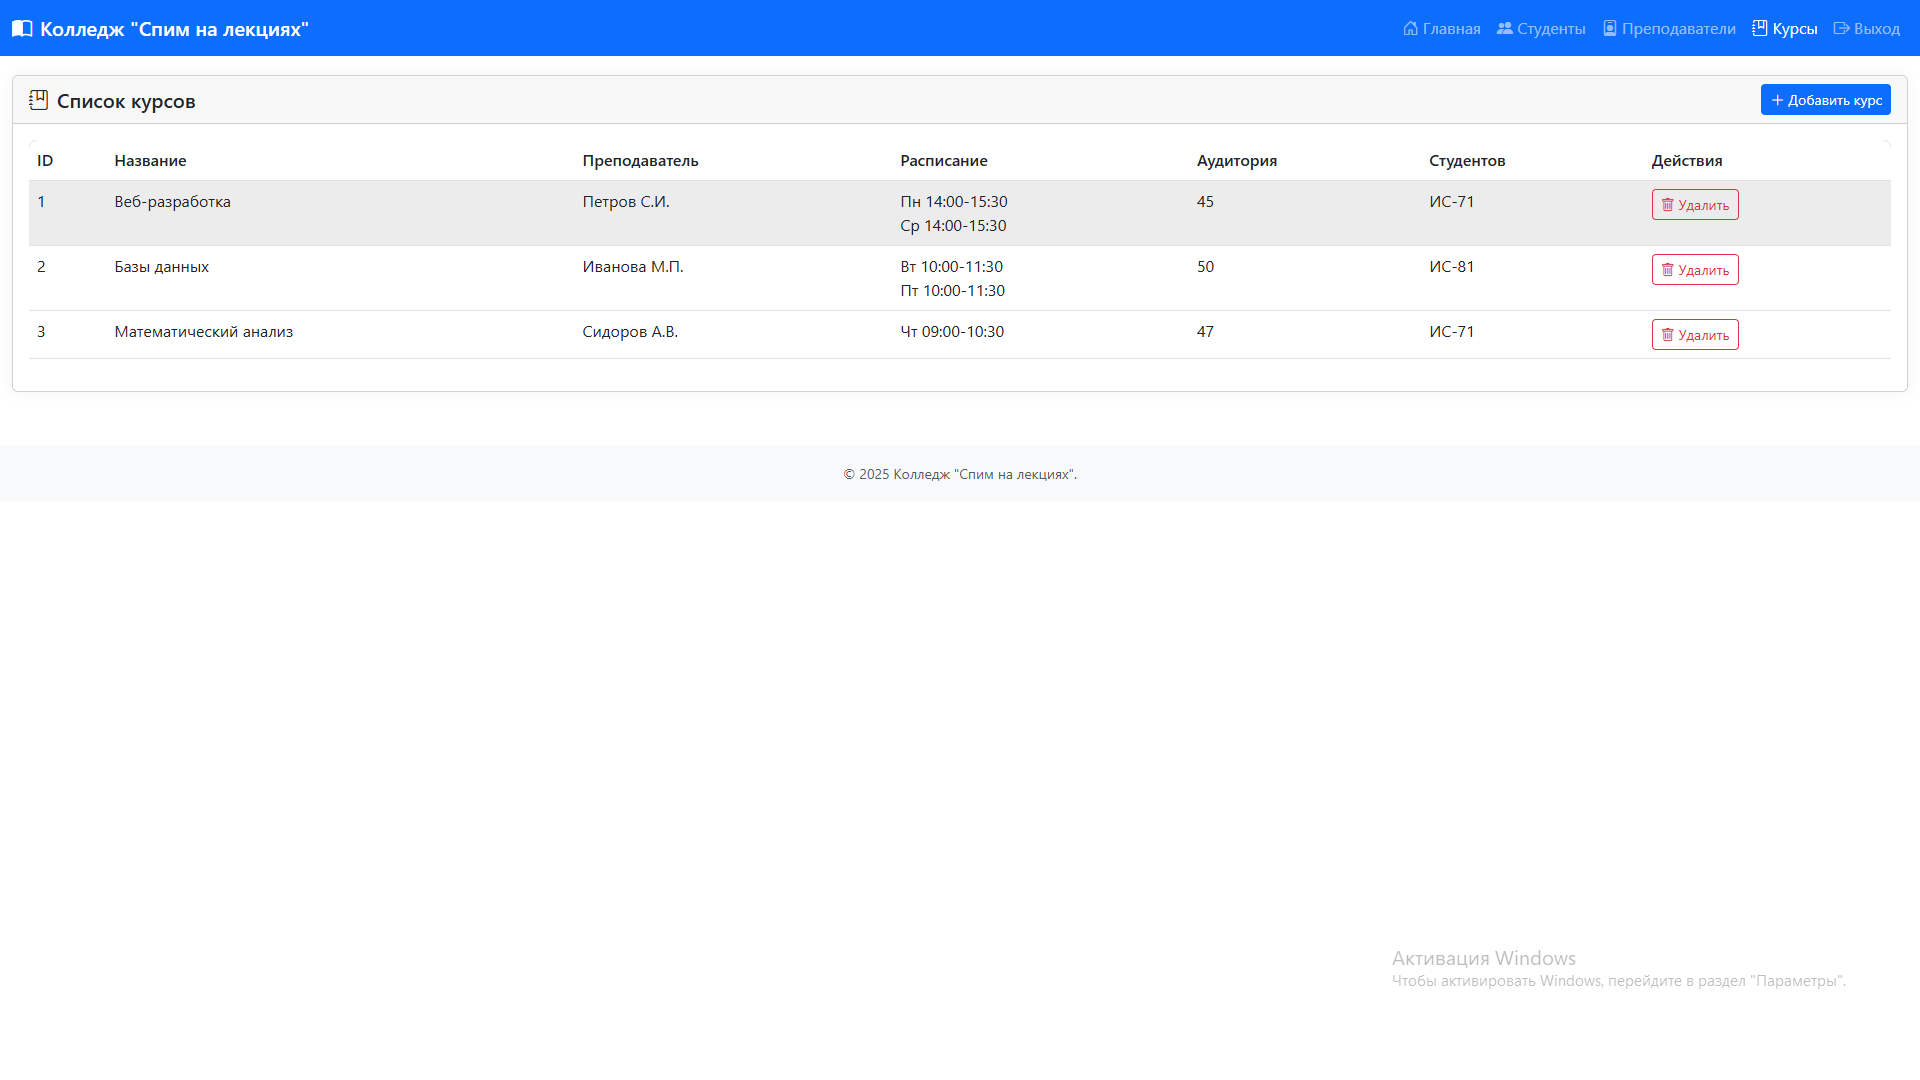 Колледж "Спим на лекциях" Главная Студенты Преподаватели Курсы Выход
Список курсов Добавить курс
ID Название Преподаватель Расписание Аудитория Студентов Действия
1 Веб-разработка Петров С.И. Пн 14:00-15:30 45 ИС-71 Удалить
Ср 14:00-15:30
2 Базы данных Иванова М.П. Вт 10:00-11:30 50 ИС-81 Удалить
Пт 10:00-11:30
3 Математический анализ Сидоров А.В. Чт 09:00-10:30 47 ИС-71 Удалить
© 2025 Колледж "Спим на лекциях".
Активация Windows
Чтобы активировать Windows, перейдите в раздел "Параметры".